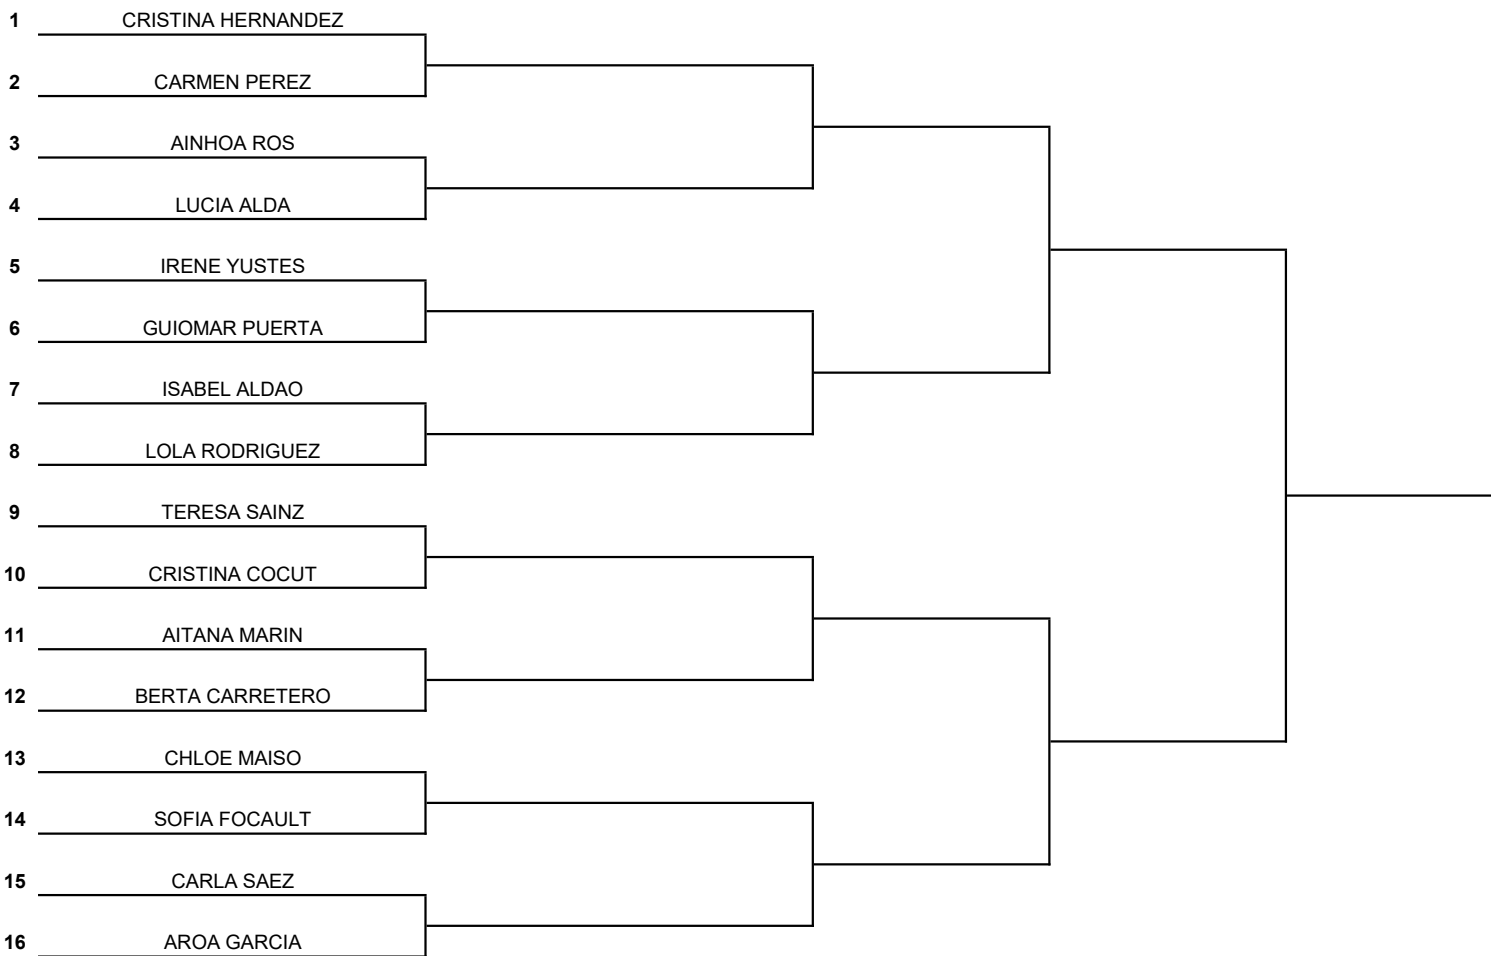 1 CRISTINA HERNANDEZ
2 CARMEN PEREZ
3 AINHOA ROS
4 LUCIA ALDA
5 IRENE YUSTES
6 GUIOMAR PUERTA
7 ISABEL ALDAO
8 LOLA RODRIGUEZ
9 TERESA SAINZ
10 CRISTINA COCUT
11 AITANA MARIN
12 BERTA CARRETERO
13 CHLOE MAISO
14 SOFIA FOCAULT
15 CARLA SAEZ
16 AROA GARCIA